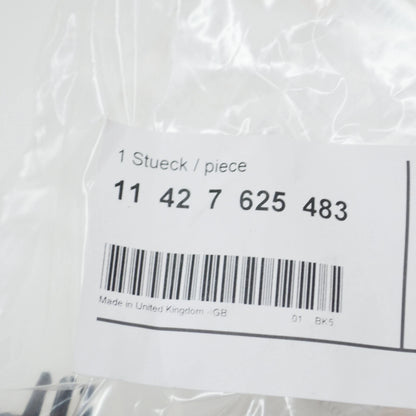 1 Stueck / piece
11 42 7 625 483
Made in United Kingdom - GB 01 BK5